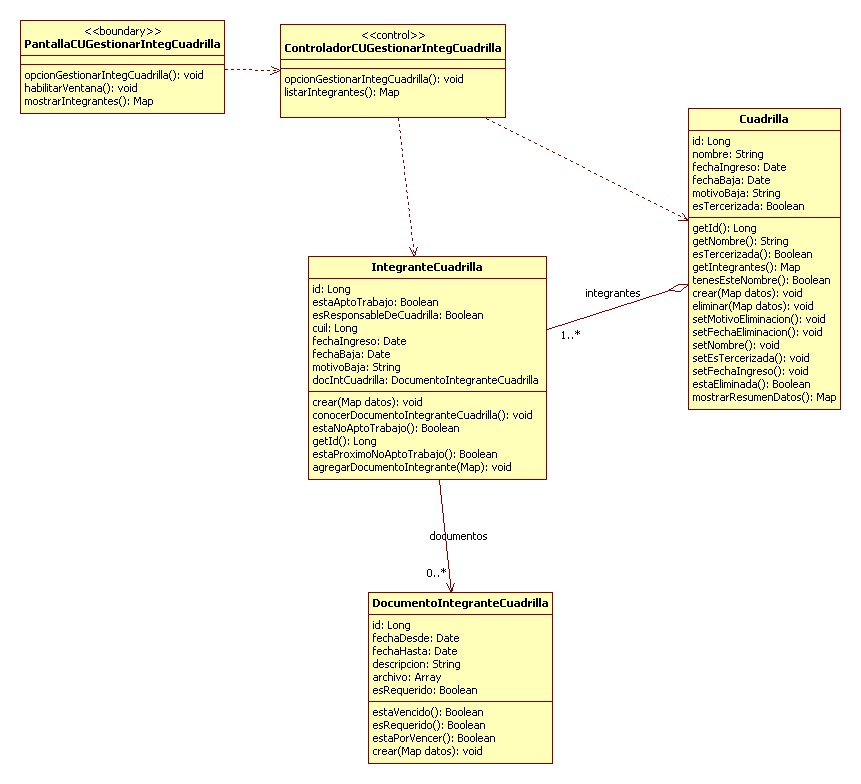 <<boundary>>
PantallaCUGestionarIntegCuadrilla
opcionGestionarIntegCuadrilla(): void
habilitarVentana(): void
mostrarIntegrantes(): Map
<<control>>
ControladorCUGestionarIntegCuadrilla
opcionGestionarIntegCuadrilla(): void
listarIntegrantes(): Map
Cuadrilla
id: Long
nombre: String
fechaIngreso: Date
fechaBaja: Date
motivoBaja: String
esTercerizada: Boolean
getId(): Long
getNombre(): String
esTercerizada(): Boolean
getIntegrantes(): Map
tenesEsteNombre(): Boolean
crear(Map datos): void
eliminar(Map datos): void
setMotivoEliminacion(): void
setFechaEliminacion(): void
setNombre(): void
setEsTercerizada(): void
setFechaIngreso(): void
estaEliminada(): Boolean
mostrarResumenDatos(): Map
integrantes
1..*
IntegranteCuadrilla
id: Long
estaAptoTrabajo: Boolean
esResponsableDeCuadrilla: Boolean
cuil: Long
fechaIngreso: Date
fechaBaja: Date
motivoBaja: String
docIntCuadrilla: DocumentoIntegranteCuadrilla
crear(Map datos): void
conocerDocumentoIntegranteCuadrilla(): void
estaNoAptoTrabajo(): Boolean
getId(): Long
estaProximoNoAptoTrabajo(): Boolean
agregarDocumentoIntegrante(Map): void
documentos
0..*
DocumentoIntegranteCuadrilla
id: Long
fechaDesde: Date
fechaHasta: Date
descripcion: String
archivo: Array
esRequerido: Boolean
estaVencido(): Boolean
esRequerido(): Boolean
estaPorVencer(): Boolean
crear(Map datos): void